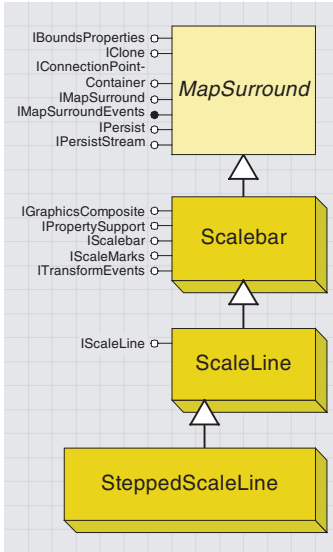 IBoundsProperties
IClone
IConnectionPoint-
Container
IMapSurround
IMapSurroundEvents
IPersist
IPersistStream
MapSurround
IGraphicsComposite
IPropertySupport
IScalebar
IScaleMarks
ITransformEvents
Scalebar
IScaleLine
ScaleLine
SteppedScaleLine